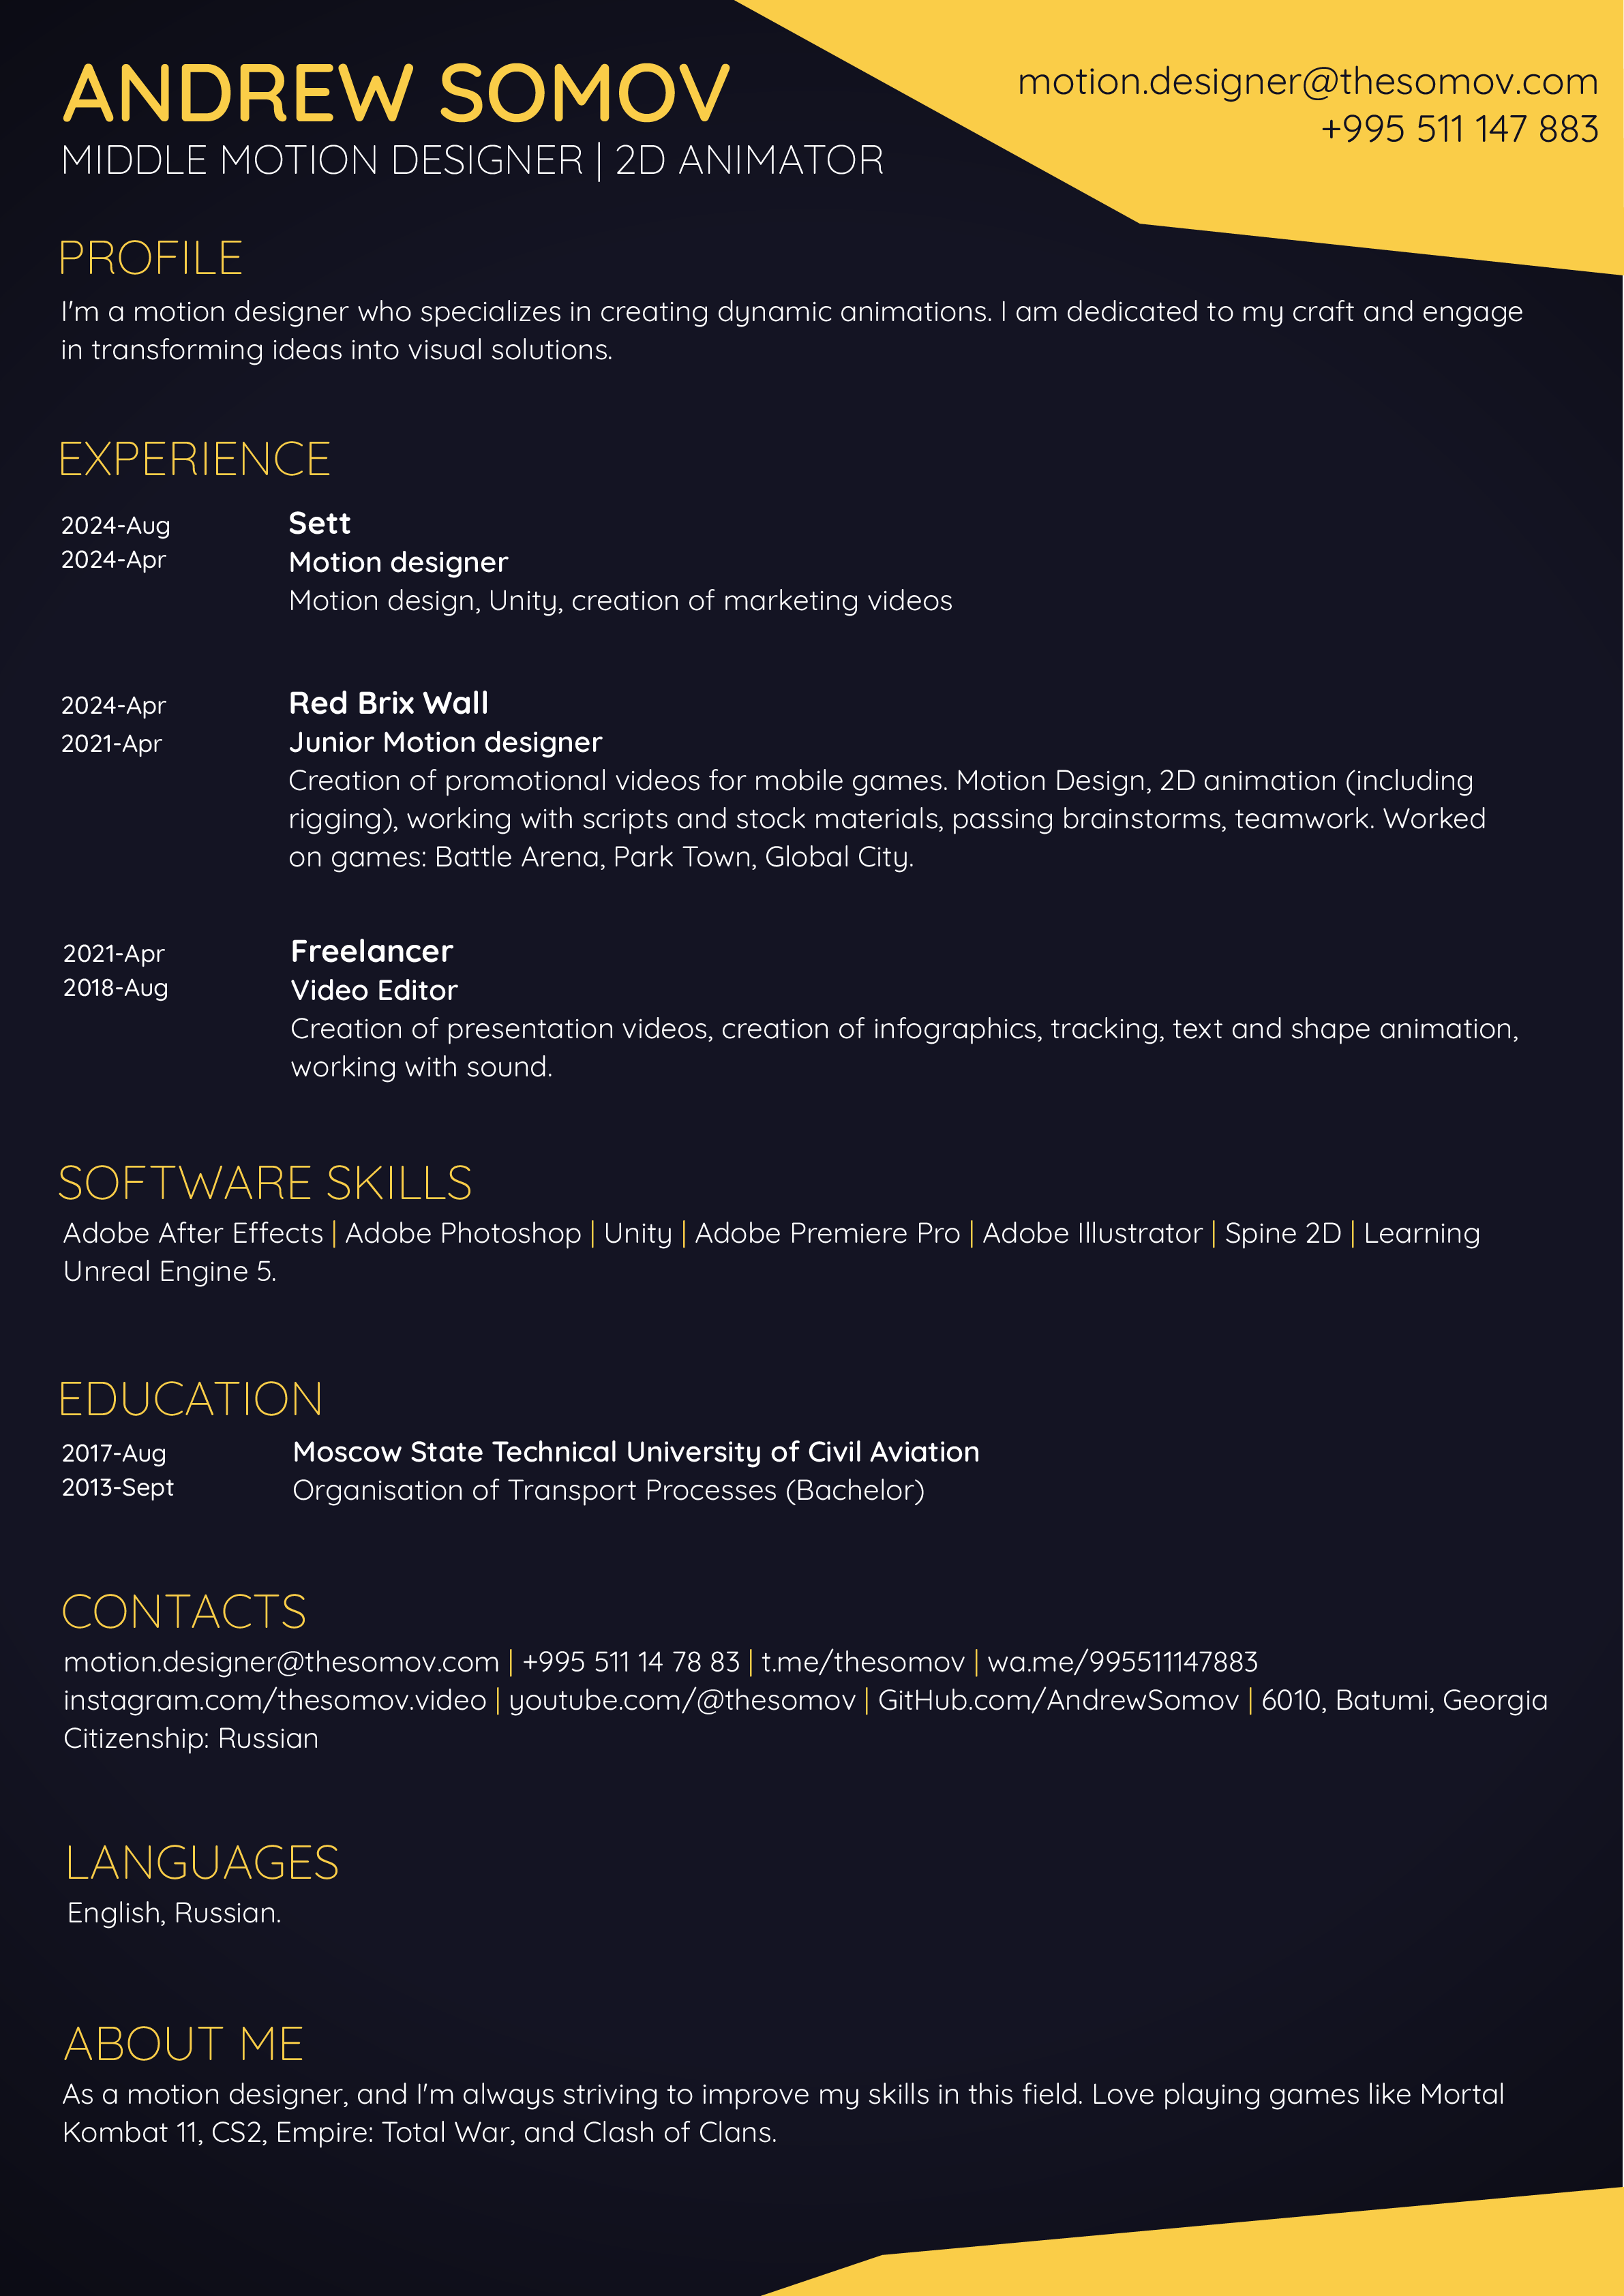 ANDREW SOMOV
MIDDLE MOTION DESIGNER | 2D ANIMATOR
motion.designer@thesomov.com
+995 511 147 883
PROFILE
I'm a motion designer who specializes in creating dynamic animations. I am dedicated to my craft and engage
in transforming ideas into visual solutions.
EXPERIENCE
2024-Aug
2024-Apr
Sett
Motion designer
Motion design, Unity, creation of marketing videos
2024-Apr
2021-Apr
Red Brix Wall
Junior Motion designer
Creation of promotional videos for mobile games. Motion Design, 2D animation (including
rigging), working with scripts and stock materials, passing brainstorms, teamwork. Worked
on games: Battle Arena, Park Town, Global City.
2021-Apr
2018-Aug
Freelancer
Video Editor
Creation of presentation videos, creation of infographics, tracking, text and shape animation,
working with sound.
SOFTWARE SKILLS
Adobe After Effects | Adobe Photoshop | Unity | Adobe Premiere Pro | Adobe Illustrator | Spine 2D | Learning
Unreal Engine 5.
EDUCATION
2017-Aug
2013-Sept
Moscow State Technical University of Civil Aviation
Organisation of Transport Processes (Bachelor)
CONTACTS
motion.designer@thesomov.com | +995 511 14 78 83 | t.me/thesomov | wa.me/995511147883
instagram.com/thesomov.video | youtube.com/@thesomov | GitHub.com/AndrewSomov | 6010, Batumi, Georgia
Citizenship: Russian
LANGUAGES
English, Russian.
ABOUT ME
As a motion designer, and I'm always striving to improve my skills in this field. Love playing games like Mortal
Kombat 11, CS2, Empire: Total War, and Clash of Clans.